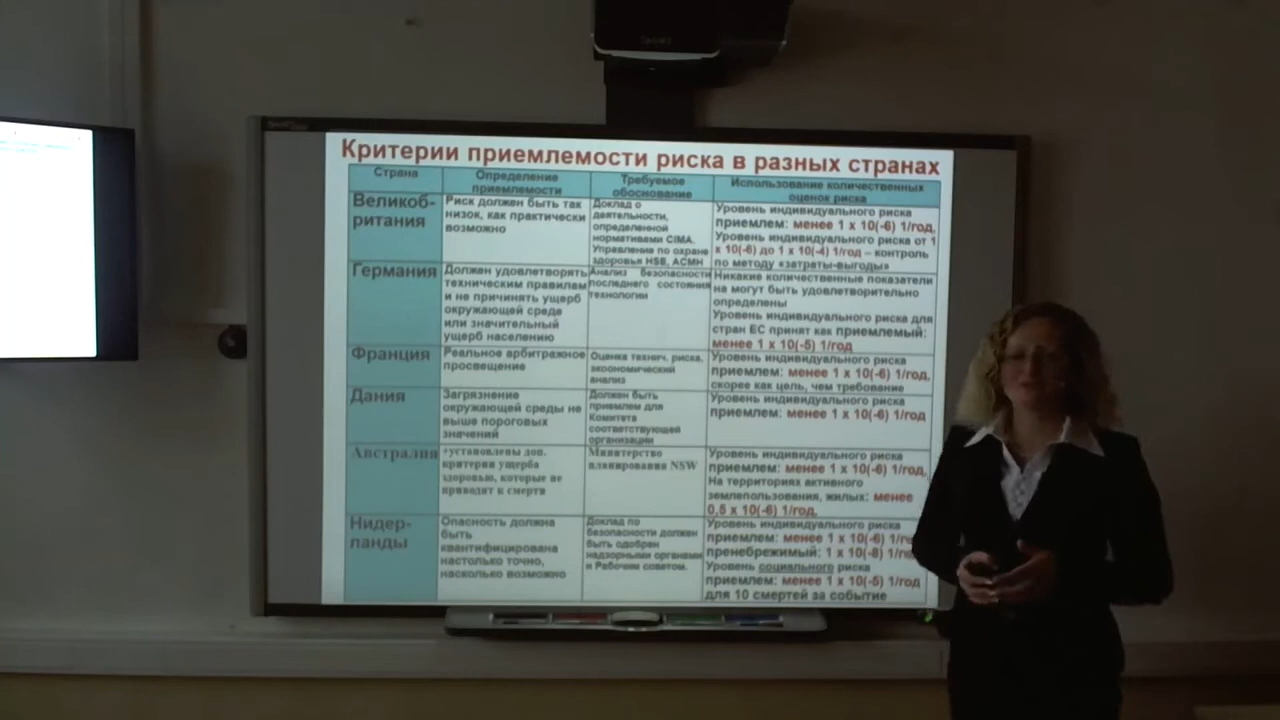 Критерии приемлемости риска в разных странах
Страна
Определение
приемлемости
Требуемое
обоснование
Использование количественных
оценок риска
Великоб-
ритания
Риск должен быть так
низок, как практически
возможно
Доклад о
деятельности,
определенной
нормативами CIMA.
Управление по охране
здоровья HSE, ACMH
Уровень индивидуального риска
приемлем: менее 1 x 10(-6) 1/год,
Уровень индивидуального риска от 1
x 10(-6) до 1 x 10(-4) 1/год – контроль
по методу «затраты-выгоды»
Германия
Должен удовлетворять
техническим правилам
и не причинять ущерб
окружающей среде
или значительный
ущерб населению
Анализ безопасности
последнего состояния
технологии
Никакие количественные показатели
на могут быть удовлетворительно
определены
Уровень индивидуального риска для
стран ЕС принят как приемлемый:
менее 1 x 10(-5) 1/год
Франция
Реальное арбитражное
просвещение
Оценка технич. риска,
экоономический
анализ
Уровень индивидуального риска
приемлем: менее 1 x 10(-6) 1/год,
скорее как цель, чем требование
Дания
Загрязнение
окружающей среды не
выше пороговых
значений
Должен быть
приемлем для
Комитета
соответствующей
организации
Уровень индивидуального риска
приемлем: менее 1 x 10(-6) 1/год
Австралия
+установлены доп.
критерии ущерба
здоровью, которые не
приводят к смерти
Министерство
планирования NSW
Уровень индивидуального риска
приемлем: менее 1 x 10(-6) 1/год,
На территориях активного
землепользования, жилых: менее
0,5 x 10(-6) 1/год,
Нидер-
ланды
Опасность должна
быть
квантифицирована
настолько точно,
насколько возможно
Доклад по
безопасности должен
быть одобрен
надзорными органами
и Рабочим советом.
Уровень индивидуального риска
приемлем: менее 1 x 10(-6)
пренебрежимый: 1 x 10(-8)
Уровень социального риска
приемлем: менее 1 x 10(-5) 1/год
для 10 смертей за событие